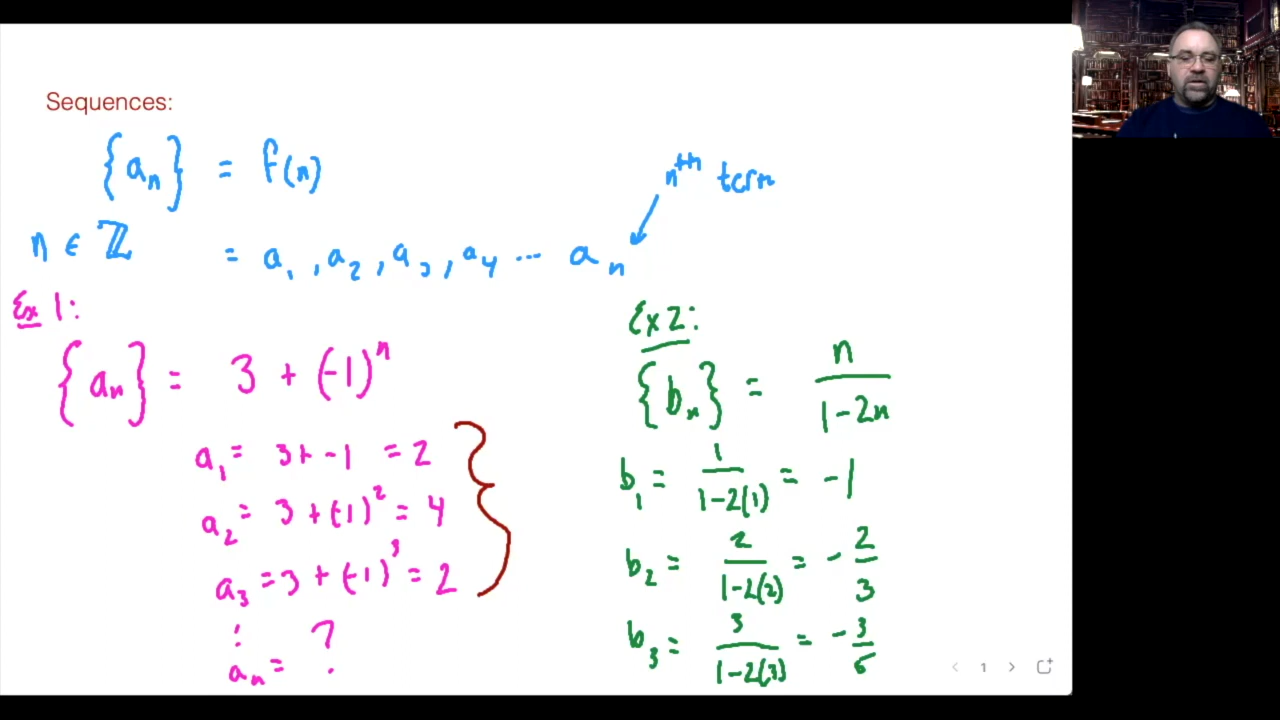 Sequences:
{aₙ} = f(n)
nᵗʰ term
n ∈ ℤ = a₁, a₂, a₃, a₄ ... aₙ
Ex 1:
{aₙ} = 3 + (-1)ⁿ
a₁ = 3 + -1 = 2
a₂ = 3 + (-1)² = 4
a₃ = 3 + (-1)³ = 2
⋮ ?
aₙ = .
Ex 2:
{bₙ} = n / (1-2n)
b₁ = 1 / (1-2(1)) = -1
b₂ = 2 / (1-2(2)) = - 2/3
b₃ = 3 / (1-2(3)) = - 3/5
1